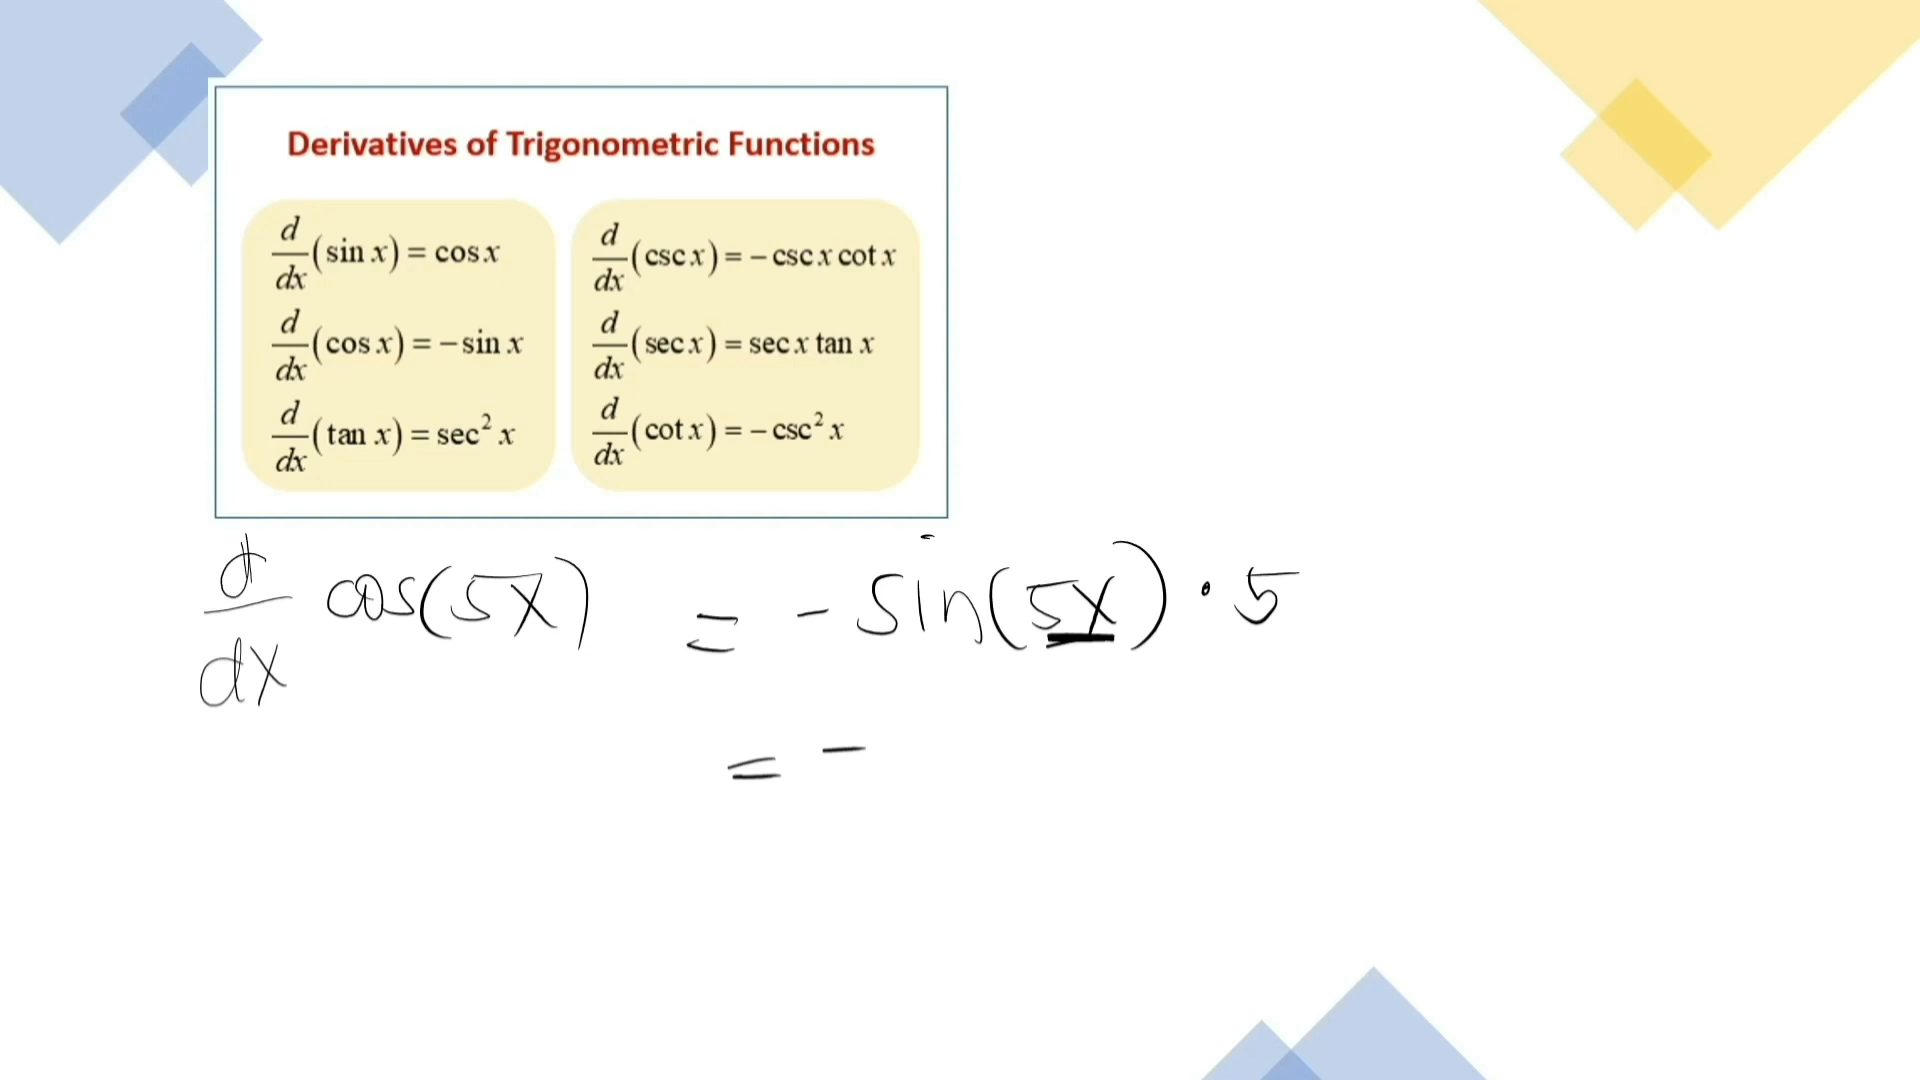 Derivatives of Trigonometric Functions
d/dx (sin x) = cos x
d/dx (cos x) = − sin x
d/dx (tan x) = sec² x
d/dx (csc x) = − csc x cot x
d/dx (sec x) = sec x tan x
d/dx (cot x) = − csc² x
d/dx cos(5x) = - sin(5x) · 5
= -